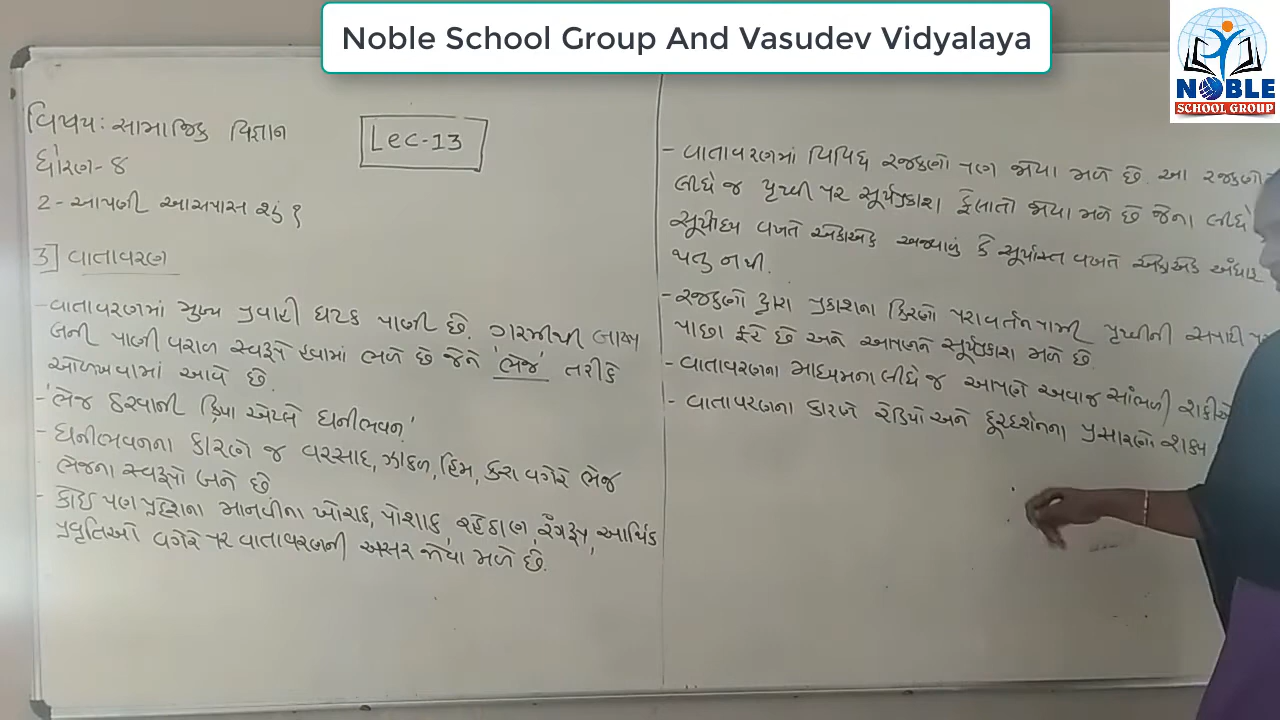 Noble School Group And Vasudev Vidyalaya
NOBLE
SCHOOL GROUP
વિષય: સામાજિક વિજ્ઞાન
Lec-13
ધોરણ-8
2- આપણી આસપાસ શું?
3] વાતાવરણ
- વાતાવરણમાં મુખ્ય પ્રવાહી ઘટક પાણી છે. ગરમીથી બાષ્પ
બની પાણી વરાળ સ્વરૂપે હવામાં ભળે છે જેને 'ભેજ' તરીકે
ઓળખવામાં આવે છે.
- 'ભેજ ઠરવાની ક્રિયા એટલે ઘનીભવન.'
- ઘનીભવનના કારણે જ વરસાદ, ઝાકળ, હિમ, કરા વગેરે ભેજ
ભેજના સ્વરૂપો બને છે.
- કોઇ પણ પ્રદેશના માનવીના ખોરાક, પોશાક, રહેઠાણ, રંગરૂપ, આર્થિક
પ્રવૃતિઓ વગેરે પર વાતાવરણની અસર જોવા મળે છે.
- વાતાવરણમાં વિવિધ રજકણો પણ જોવા મળે છે. આ રજકણો
લીધે જ પૃથ્વી પર સૂર્યપ્રકાશ ફેલાતો જોવા મળે છે જેના લીધે
સૂર્યોદય વખતે એકાએક અજવાળું કે સૂર્યાસ્ત વખતે એકાએક અંધારુ
થતુ નથી.
- રજકણો દ્વારા પ્રકાશના કિરણો પરાવર્તન પામી પૃથ્વીની સપાટી પર
પાછા ફરે છે અને આપણને સૂર્યપ્રકાશ મળે છે.
- વાતાવરણના માધ્યમના લીધે જ આપણે અવાજ સાંભળી શકીએ
- વાતાવરણના કારણે રેડિયો અને દૂરદર્શનના પ્રસારણો શક્ય